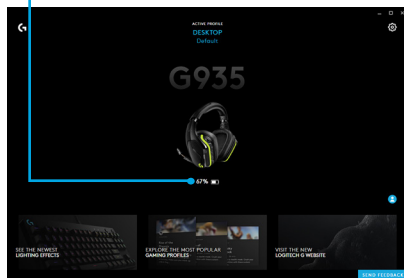 ACTIVE PROFILE
DESKTOP
Default
G935
67%
SEE THE NEWEST
LIGHTING EFFECTS
EXPLORE THE MOST POPULAR
GAMING PROFILES
VISIT THE NEW
LOGITECH G WEBSITE
SEND FEEDBACK